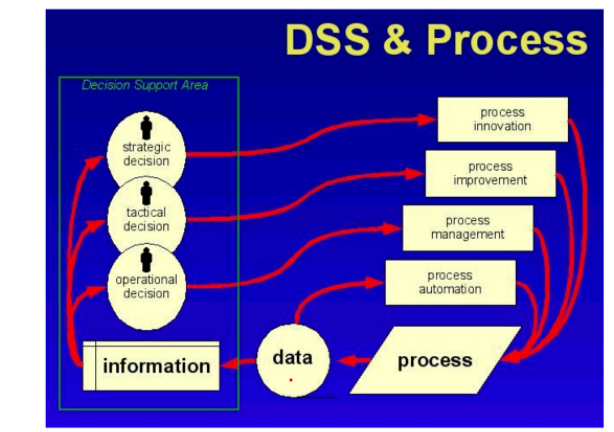 DSS & Process
Decision Support Area
strategic
decision
tactical
decision
operational
decision
information
data
process
innovation
process
improvement
process
management
process
automation
process